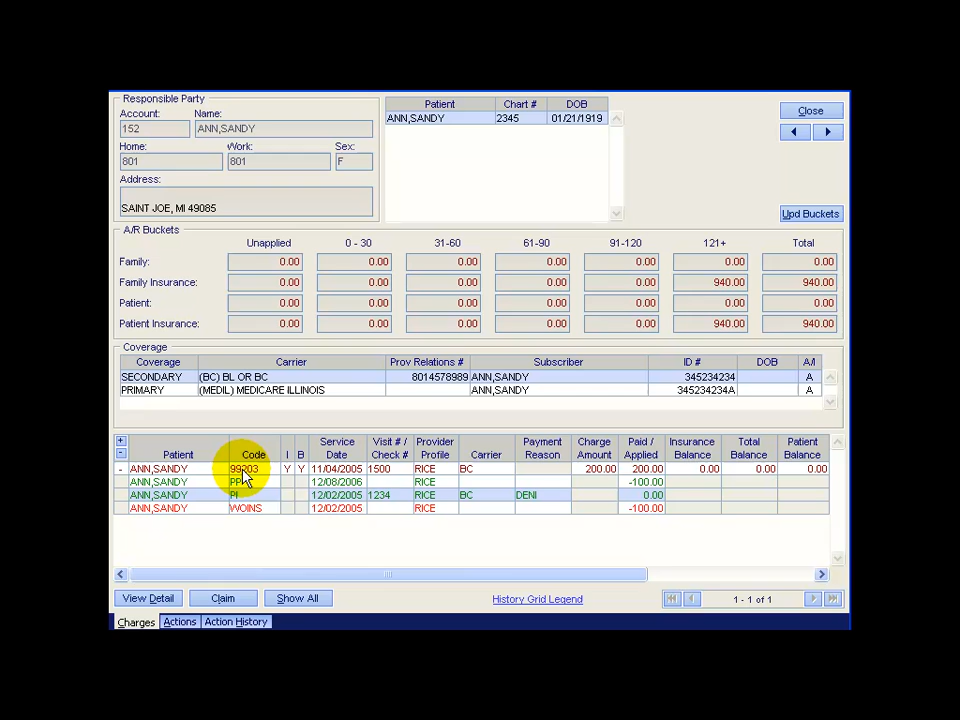 Responsible Party
Account: Name:
152 ANN,SANDY
Home: Work: Sex:
801 801 F
Address:
SAINT JOE, MI 49085
Patient Chart # DOB
ANN,SANDY 2345 01/21/1919
Close
Upd Buckets
A/R Buckets
Unapplied 0 - 30 31-60 61-90 91-120 121+ Total
Family: 0.00 0.00 0.00 0.00 0.00 0.00 0.00
Family Insurance: 0.00 0.00 0.00 0.00 0.00 940.00 940.00
Patient: 0.00 0.00 0.00 0.00 0.00 0.00 0.00
Patient Insurance: 0.00 0.00 0.00 0.00 0.00 940.00 940.00
Coverage
Coverage Carrier Prov Relations # Subscriber ID # DOB A/I
SECONDARY (BC) BL OR BC 8014578989 ANN,SANDY 345234234 A
PRIMARY (MEDIL) MEDICARE ILLINOIS ANN,SANDY 345234234A A
+
- Patient Code I B Service Date Visit # / Check # Provider Profile Carrier Payment Reason Charge Amount Paid / Applied Insurance Balance Total Balance Patient Balance
- ANN,SANDY 99203 Y Y 11/04/2005 1500 RICE BC 200.00 200.00 0.00 0.00 0.00
ANN,SANDY 12/08/2006 RICE -100.00
ANN,SANDY PI 12/02/2005 1234 RICE BC DENI 0.00
ANN,SANDY WOINS 12/02/2005 RICE -100.00
View Detail Claim Show All History Grid Legend 1 - 1 of 1
Charges Actions Action History